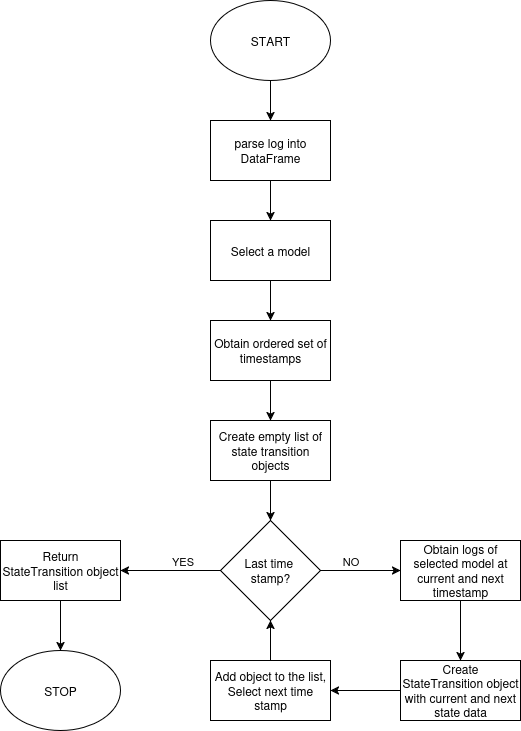 START
parse log into
DataFrame
Select a model
Obtain ordered set of
timestamps
Create empty list of
state transition
objects
Last time
stamp?
YES
NO
Return
StateTransition object
list
Obtain logs of
selected model at
current and next
timestamp
STOP
Add object to the list,
Select next time
stamp
Create
StateTransition object
with current and next
state data